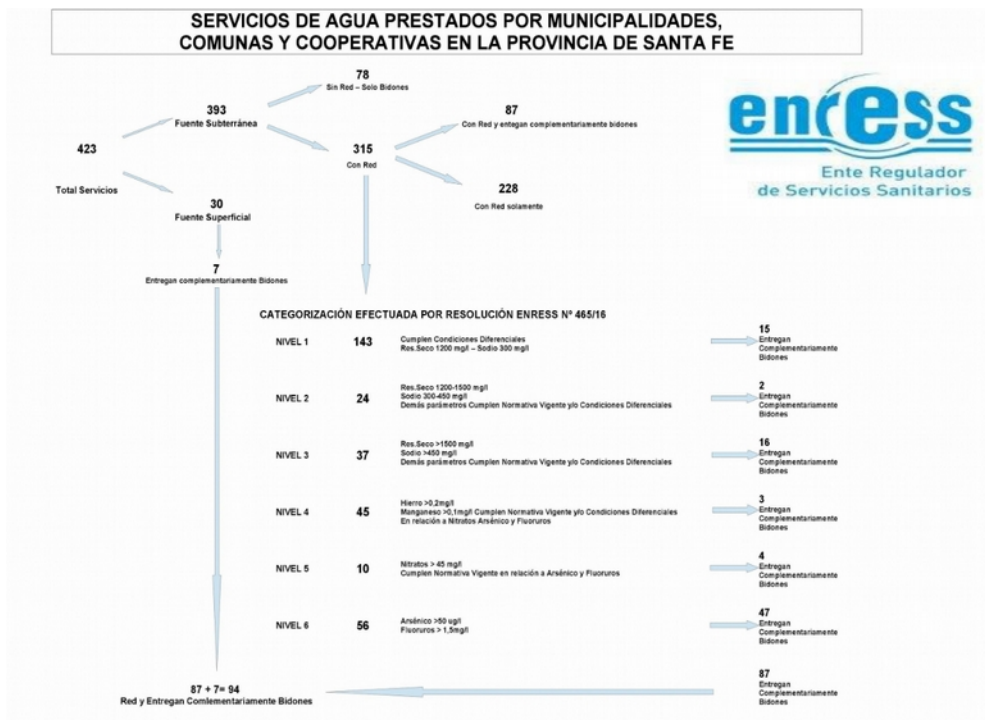 SERVICIOS DE AGUA PRESTADOS POR MUNICIPALIDADES,
COMUNAS Y COOPERATIVAS EN LA PROVINCIA DE SANTA FE
78
Sin Red – Solo Bidones
393
Fuente Subterránea
87
Con Red y entegan complementariamente bidones
423
Total Servicios
315
Con Red
228
Con Red solamente
30
Fuente Superficial
7
Entregan complementariamente Bidones
enress
Ente Regulador
de Servicios Sanitarios
CATEGORIZACIÓN EFECTUADA POR RESOLUCIÓN ENRESS Nº 465/16
NIVEL 1
143
Cumplen Condiciones Diferenciales
Res.Seco 1200 mg/l – Sodio 300 mg/l
15
Entregan
Complementariamente
Bidones
NIVEL 2
24
Res.Seco 1200-1500 mg/l
Sodio 300-450 mg/l
Demás parámetros Cumplen Normativa Vigente y/o Condiciones Diferenciales
2
Entregan
Complementariamente
Bidones
NIVEL 3
37
Res.Seco >1500 mg/l
Sodio >450 mg/l
Demás parámetros Cumplen Normativa Vigente y/o Condiciones Diferenciales
16
Entregan
Complementariamente
Bidones
NIVEL 4
45
Hierro >0,2mg/l
Manganeso >0,1mg/l Cumplen Normativa Vigente y/o Condiciones Diferenciales
En relación a Nitratos Arsénico y Fluoruros
3
Entregan
Complementariamente
Bidones
NIVEL 5
10
Nitratos > 45 mg/l
Cumplen Normativa Vigente en relación a Arsénico y Fluoruros
4
Entregan
Complementariamente
Bidones
NIVEL 6
56
Arsénico >50 ug/l
Fluoruros > 1,5mg/l
47
Entregan
Complementariamente
Bidones
87 + 7= 94
Red y Entregan Comlementariamente Bidones
87
Entregan
Complementariamente
Bidones